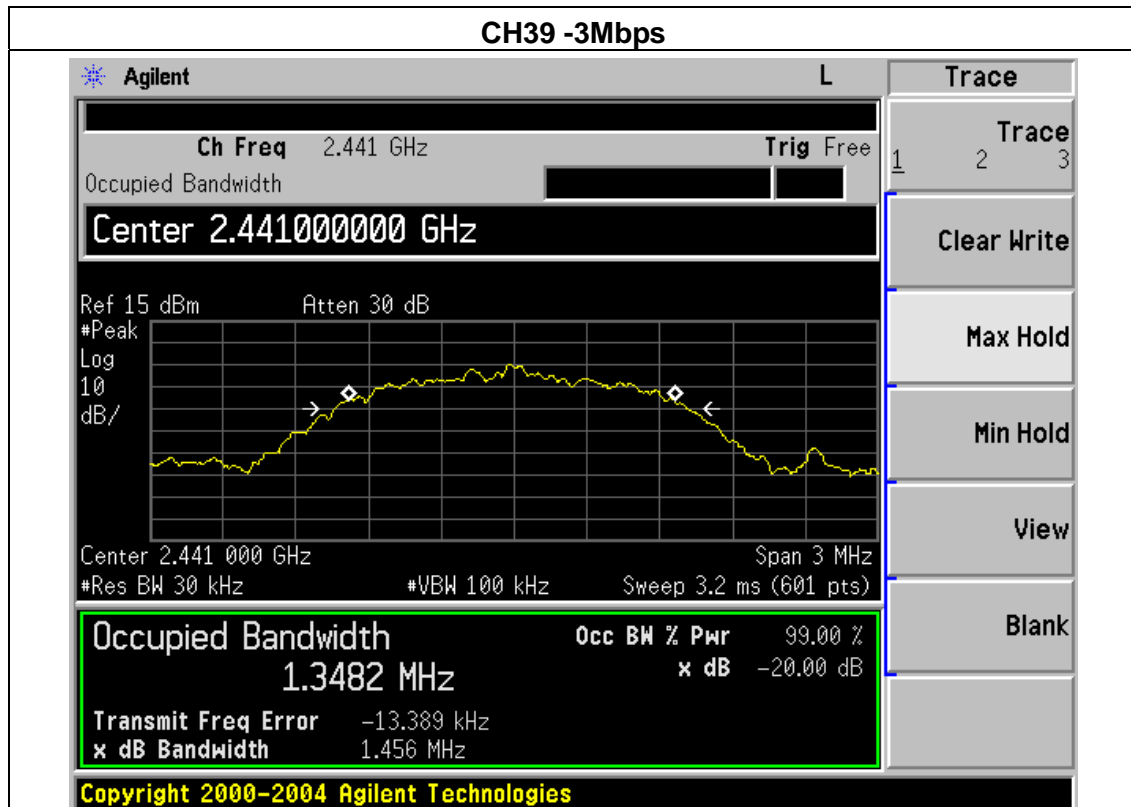 CH39 -3Mbps
Agilent L Trace
Ch Freq 2.441 GHz Trig Free
Occupied Bandwidth
Trace
1 2 3
Center 2.441000000 GHz
Clear Write
Ref 15 dBm Atten 30 dB
#Peak
Log
10
dB/
Max Hold
Min Hold
View
Center 2.441 000 GHz Span 3 MHz
#Res BW 30 kHz #VBW 100 kHz Sweep 3.2 ms (601 pts)
Blank
Occupied Bandwidth Occ BW % Pwr 99.00 %
1.3482 MHz x dB -20.00 dB
Transmit Freq Error -13.389 kHz
x dB Bandwidth 1.456 MHz
Copyright 2000-2004 Agilent Technologies